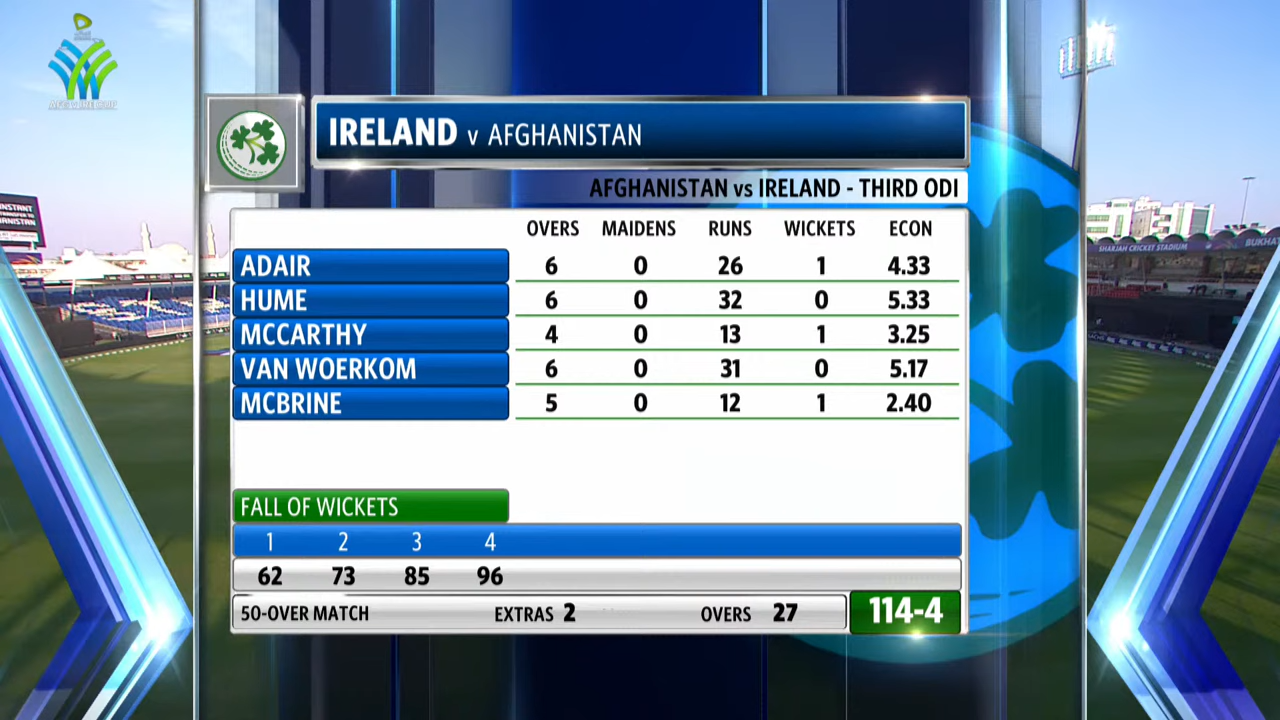 IRELAND v AFGHANISTAN
AFGHANISTAN vs IRELAND - THIRD ODI
OVERS MAIDENS RUNS WICKETS ECON
ADAIR 6 0 26 1 4.33
HUME 6 0 32 0 5.33
MCCARTHY 4 0 13 1 3.25
VAN WOERKOM 6 0 31 0 5.17
MCBRINE 5 0 12 1 2.40
FALL OF WICKETS
1 2 3 4
62 73 85 96
50-OVER MATCH EXTRAS 2 OVERS 27 114-4
INSTANT
SHARJAH CRICKET STADIUM